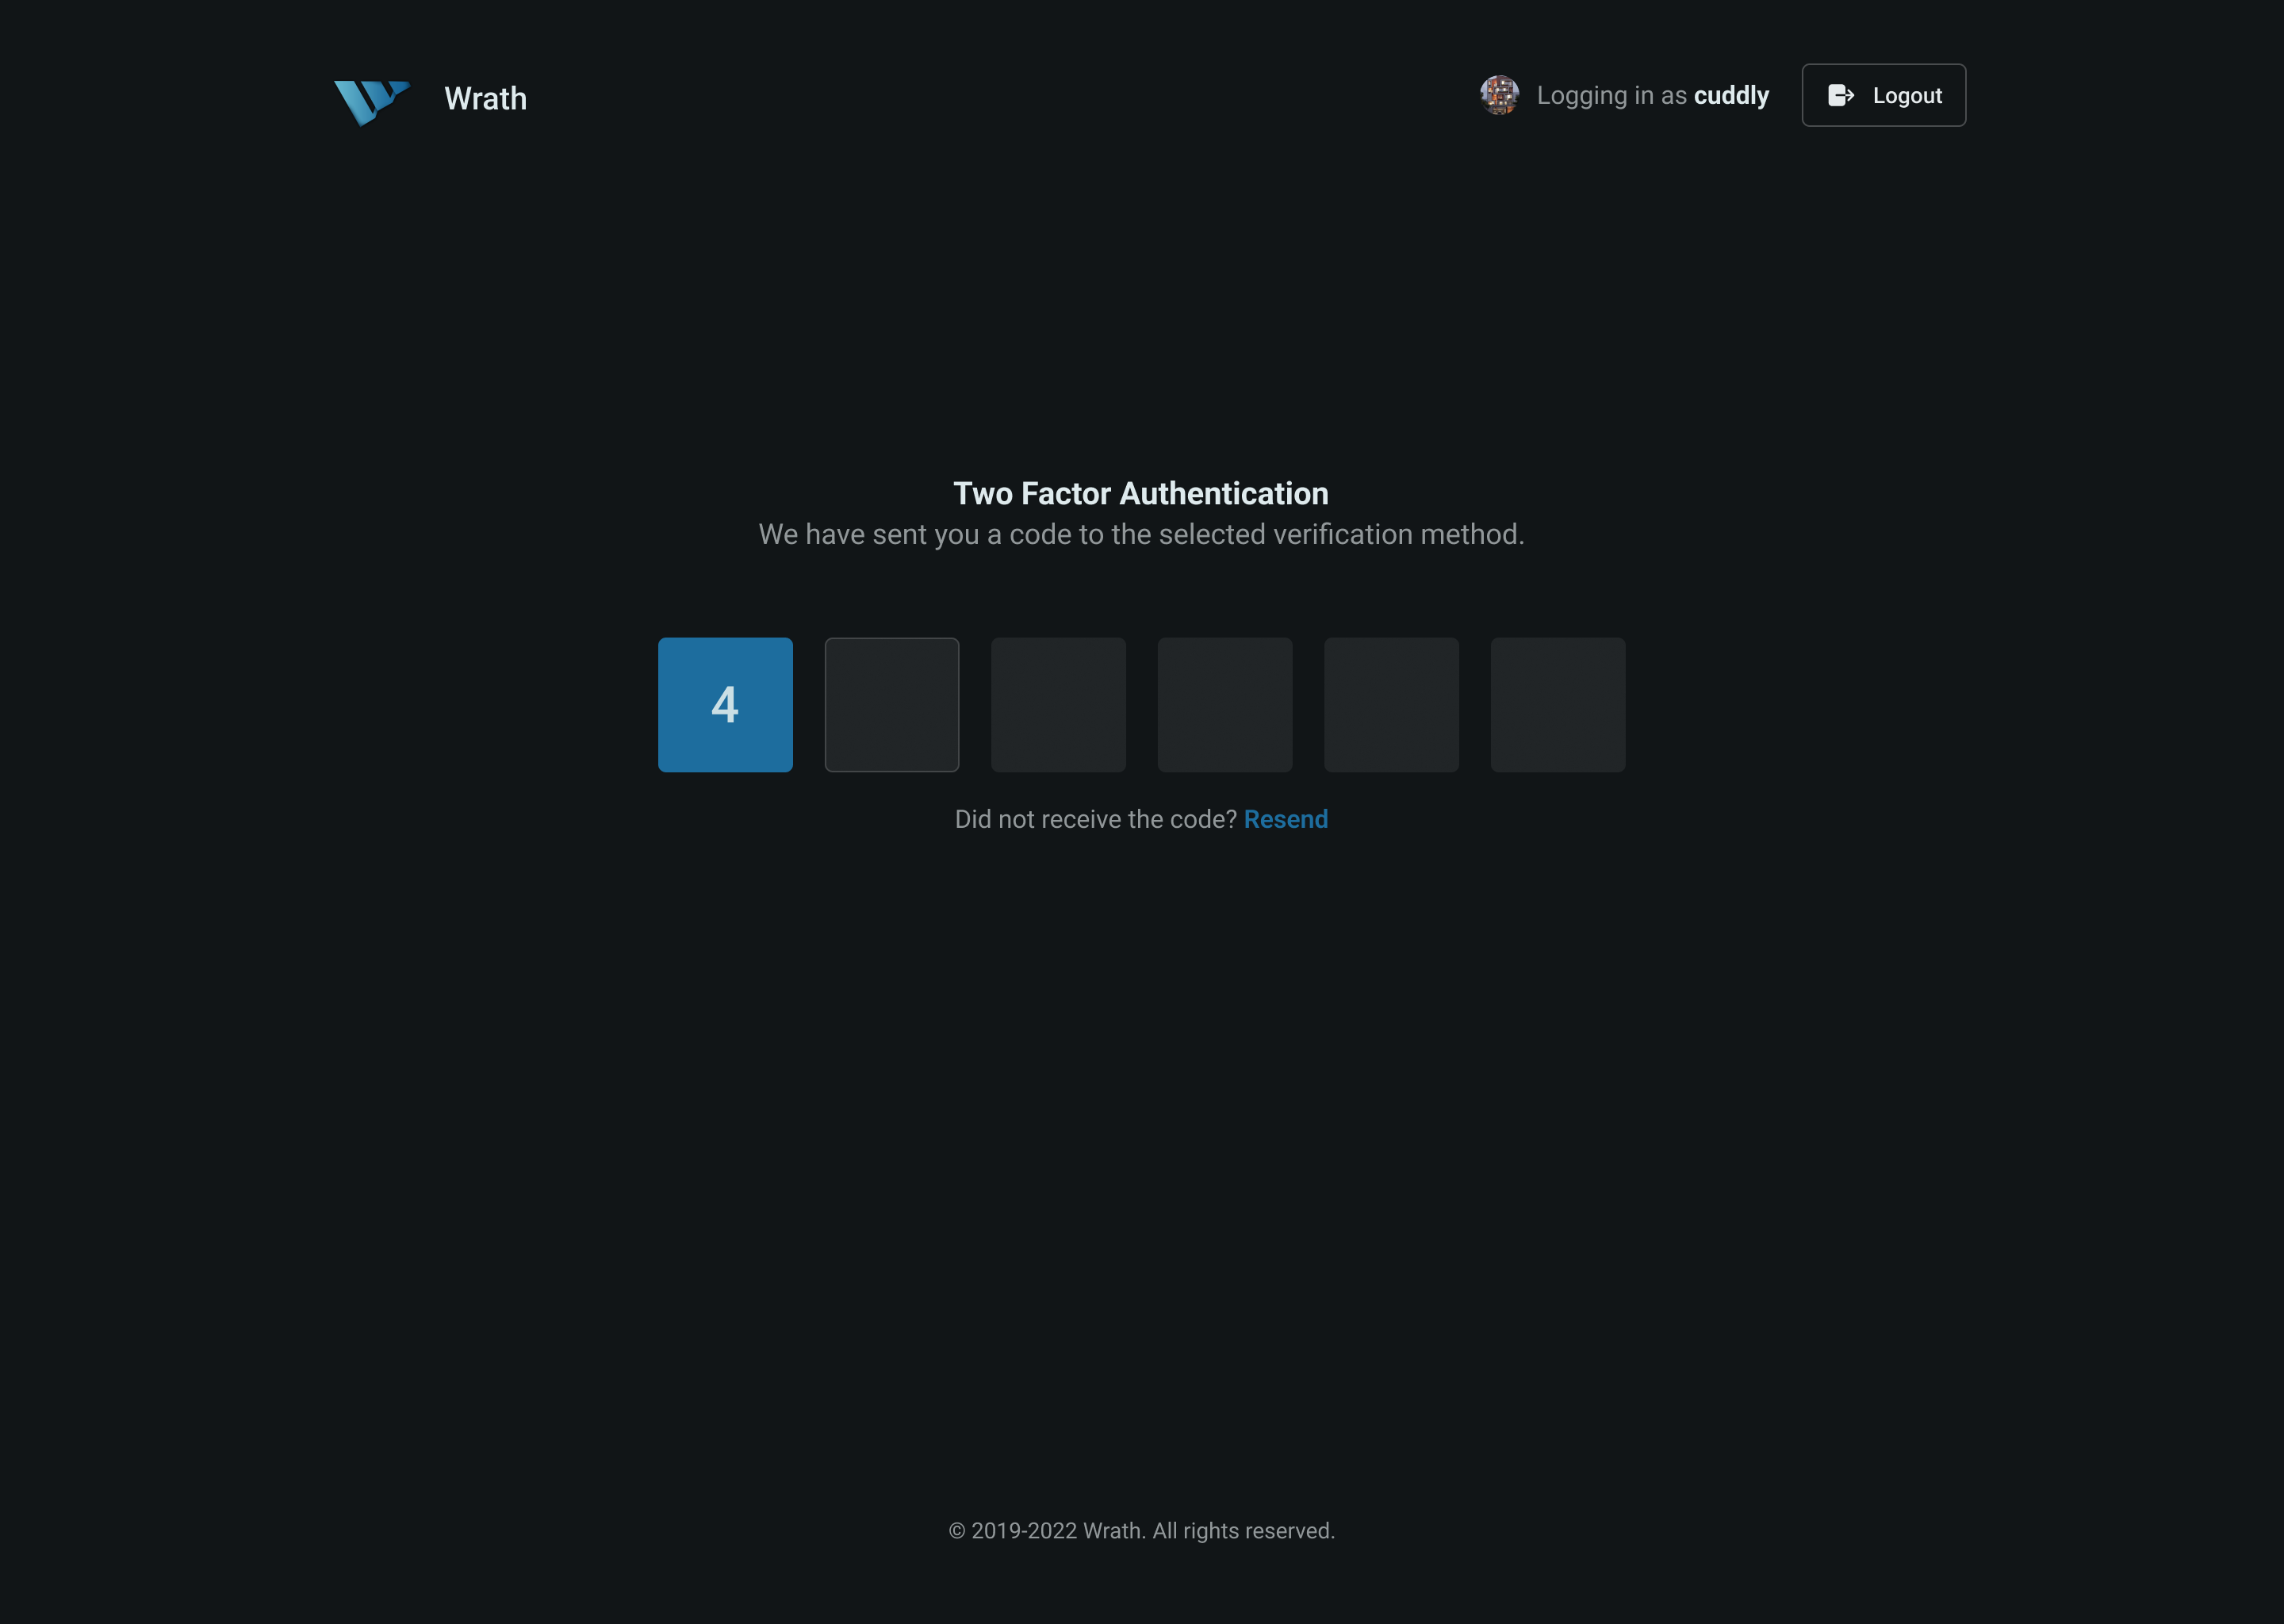 Wrath
Logging in as cuddly
Logout
Two Factor Authentication
We have sent you a code to the selected verification method.
4
Did not receive the code? Resend
© 2019-2022 Wrath. All rights reserved.